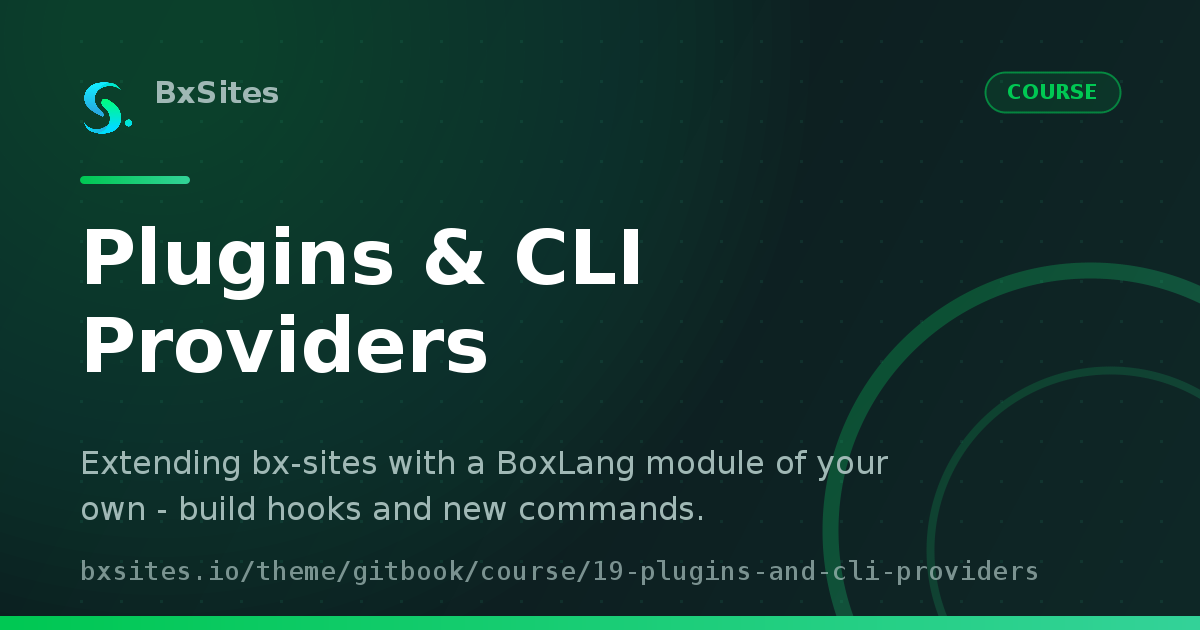 BxSites
COURSE
Plugins & CLI
Providers
Extending bx-sites with a BoxLang module of your
own - build hooks and new commands.
bxsites.io/theme/gitbook/course/19-plugins-and-cli-providers